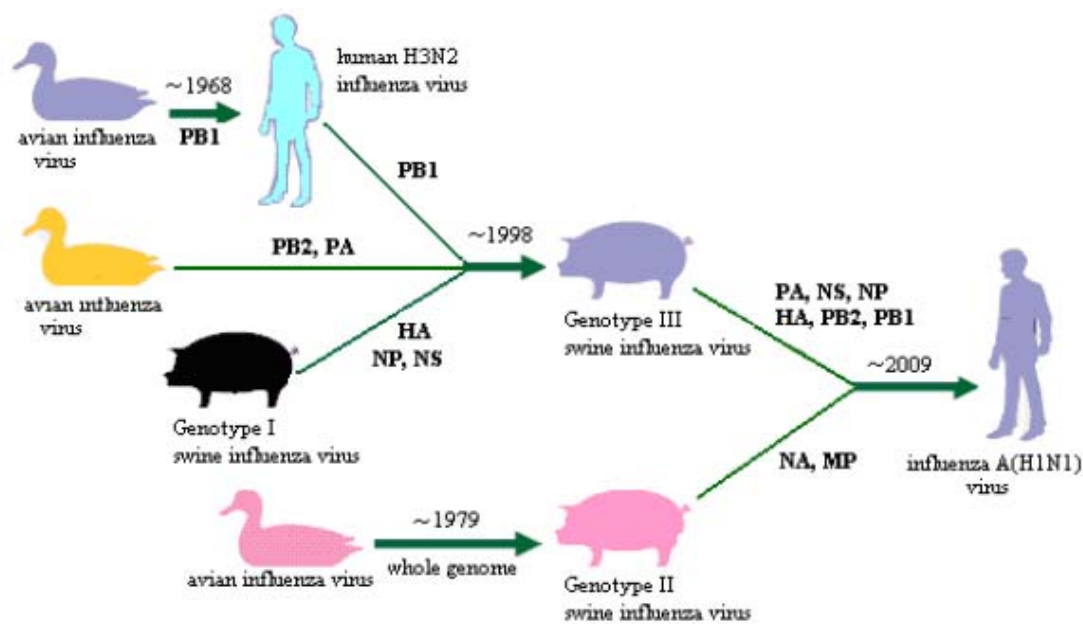 ~1968
PB1
avian influenza
virus
human H3N2
influenza virus
PB1
avian influenza
virus
PB2, PA
~1998
HA
NP, NS
Genotype I
swine influenza virus
Genotype III
swine influenza virus
PA, NS, NP
HA, PB2, PB1
~2009
influenza A(H1N1)
virus
NA, MP
avian influenza virus
~1979
whole genome
Genotype II
swine influenza virus